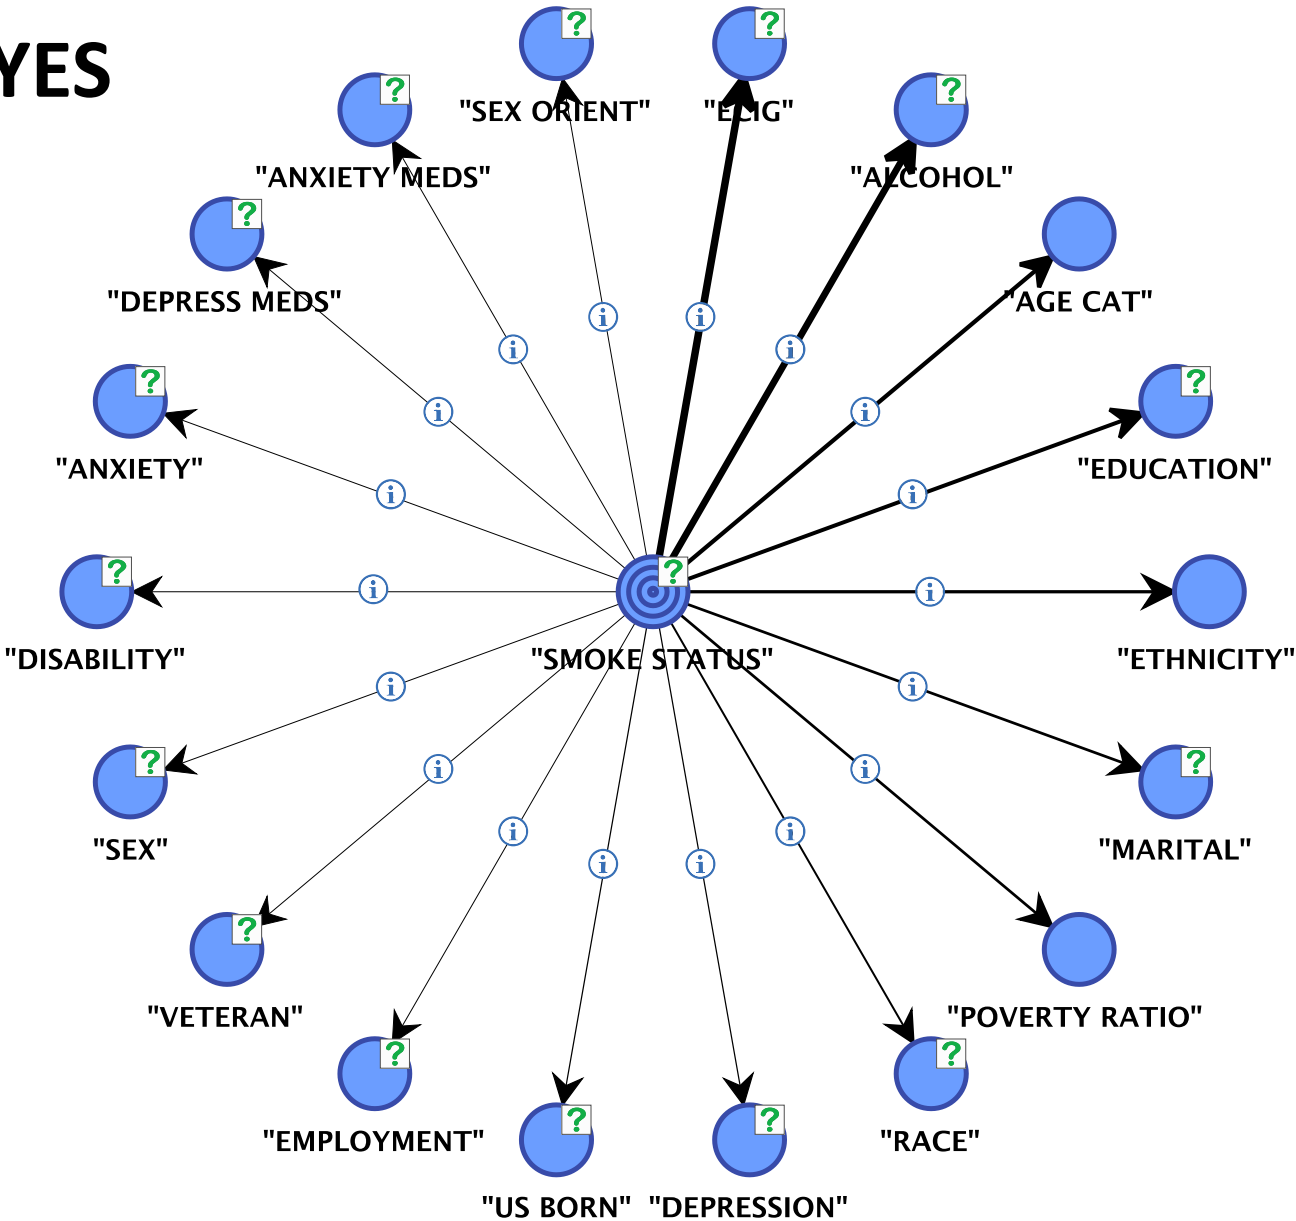 YES
"SEX ORIENT"
"ECIG"
"ANXIETY MEDS"
"ALCOHOL"
"DEPRESS MEDS"
"AGE CAT"
"ANXIETY"
"EDUCATION"
"DISABILITY"
"SMOKE STATUS"
"ETHNICITY"
"SEX"
"MARITAL"
"VETERAN"
"POVERTY RATIO"
"EMPLOYMENT"
"RACE"
"US BORN"
"DEPRESSION"